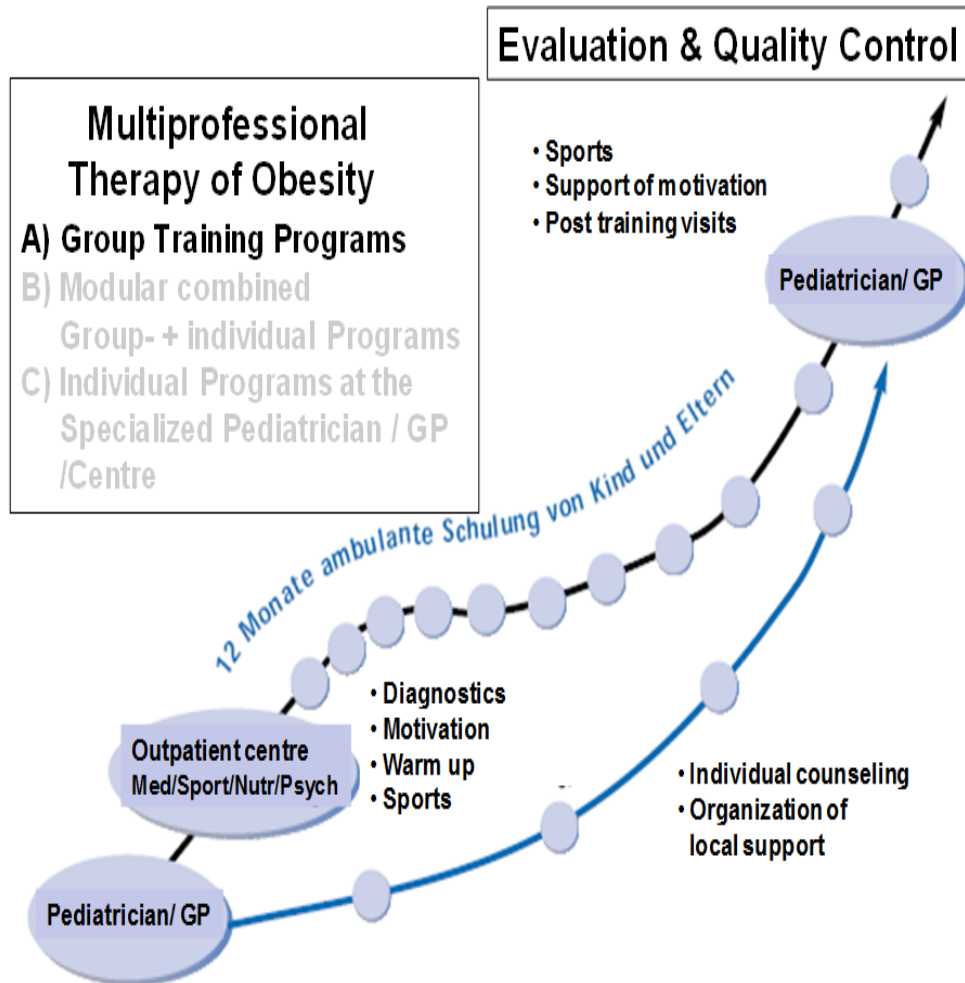 Evaluation & Quality Control
Multiprofessional
Therapy of Obesity
A) Group Training Programs
B) Modular combined
Group- + individual Programs
C) Individual Programs at the
Specialized Pediatrician / GP
/Centre
• Sports
• Support of motivation
• Post training visits
Pediatrician/ GP
12 Monate ambulante Schulung von Kind und Eltern
• Diagnostics
• Motivation
• Warm up
• Sports
Outpatient centre
Med/Sport/Nutr/Psych
• Individual counseling
• Organization of
local support
Pediatrician/ GP